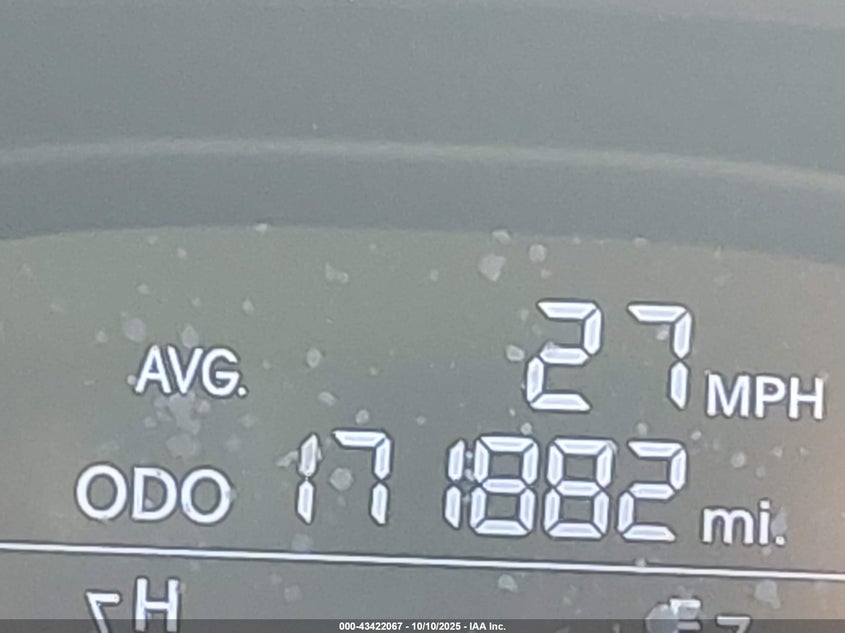 AVG. 27 MPH
ODO 171882 mi.
H
000-43422067 - 10/10/2025 - IAA Inc.